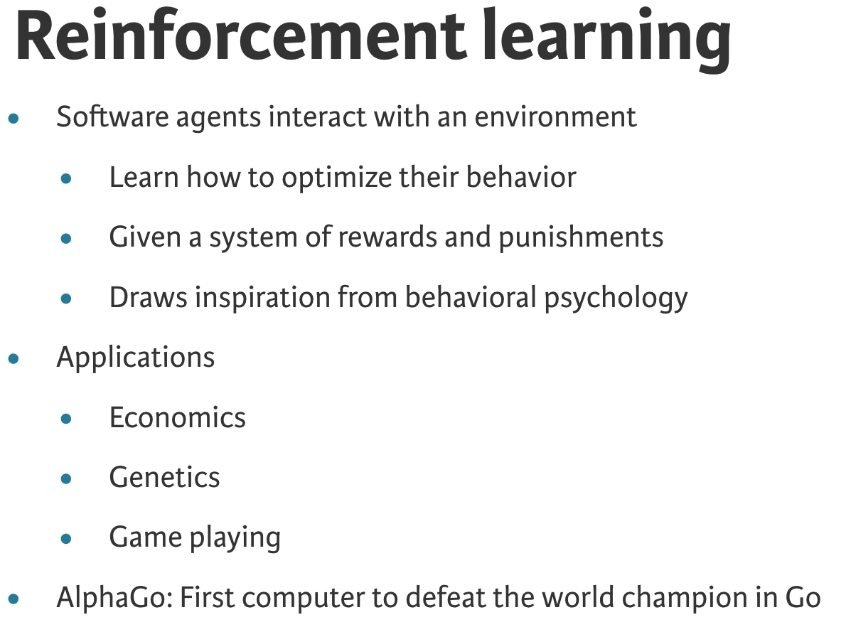 Reinforcement learning
• Software agents interact with an environment
• Learn how to optimize their behavior
• Given a system of rewards and punishments
• Draws inspiration from behavioral psychology
• Applications
• Economics
• Genetics
• Game playing
• AlphaGo: First computer to defeat the world champion in Go